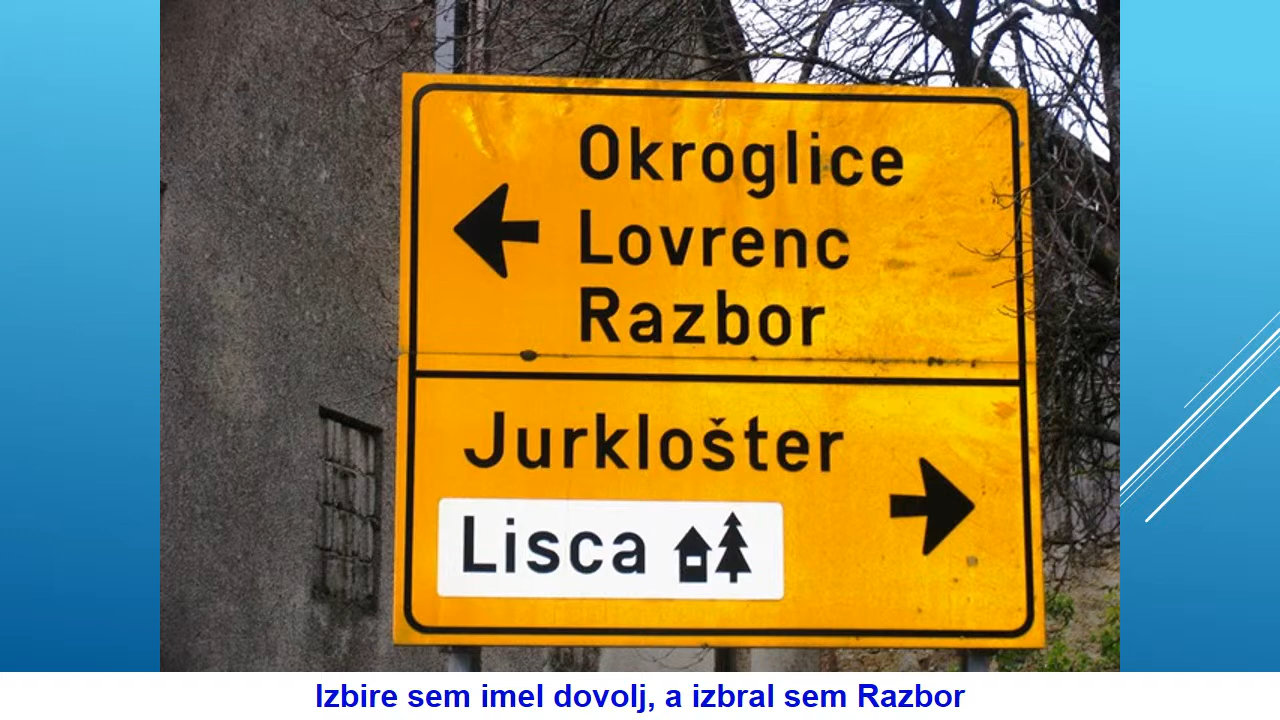 Okroglice
Lovrenc
Razbor
Jurklošter
Lisca
Izbire sem imel dovolj, a izbral sem Razbor